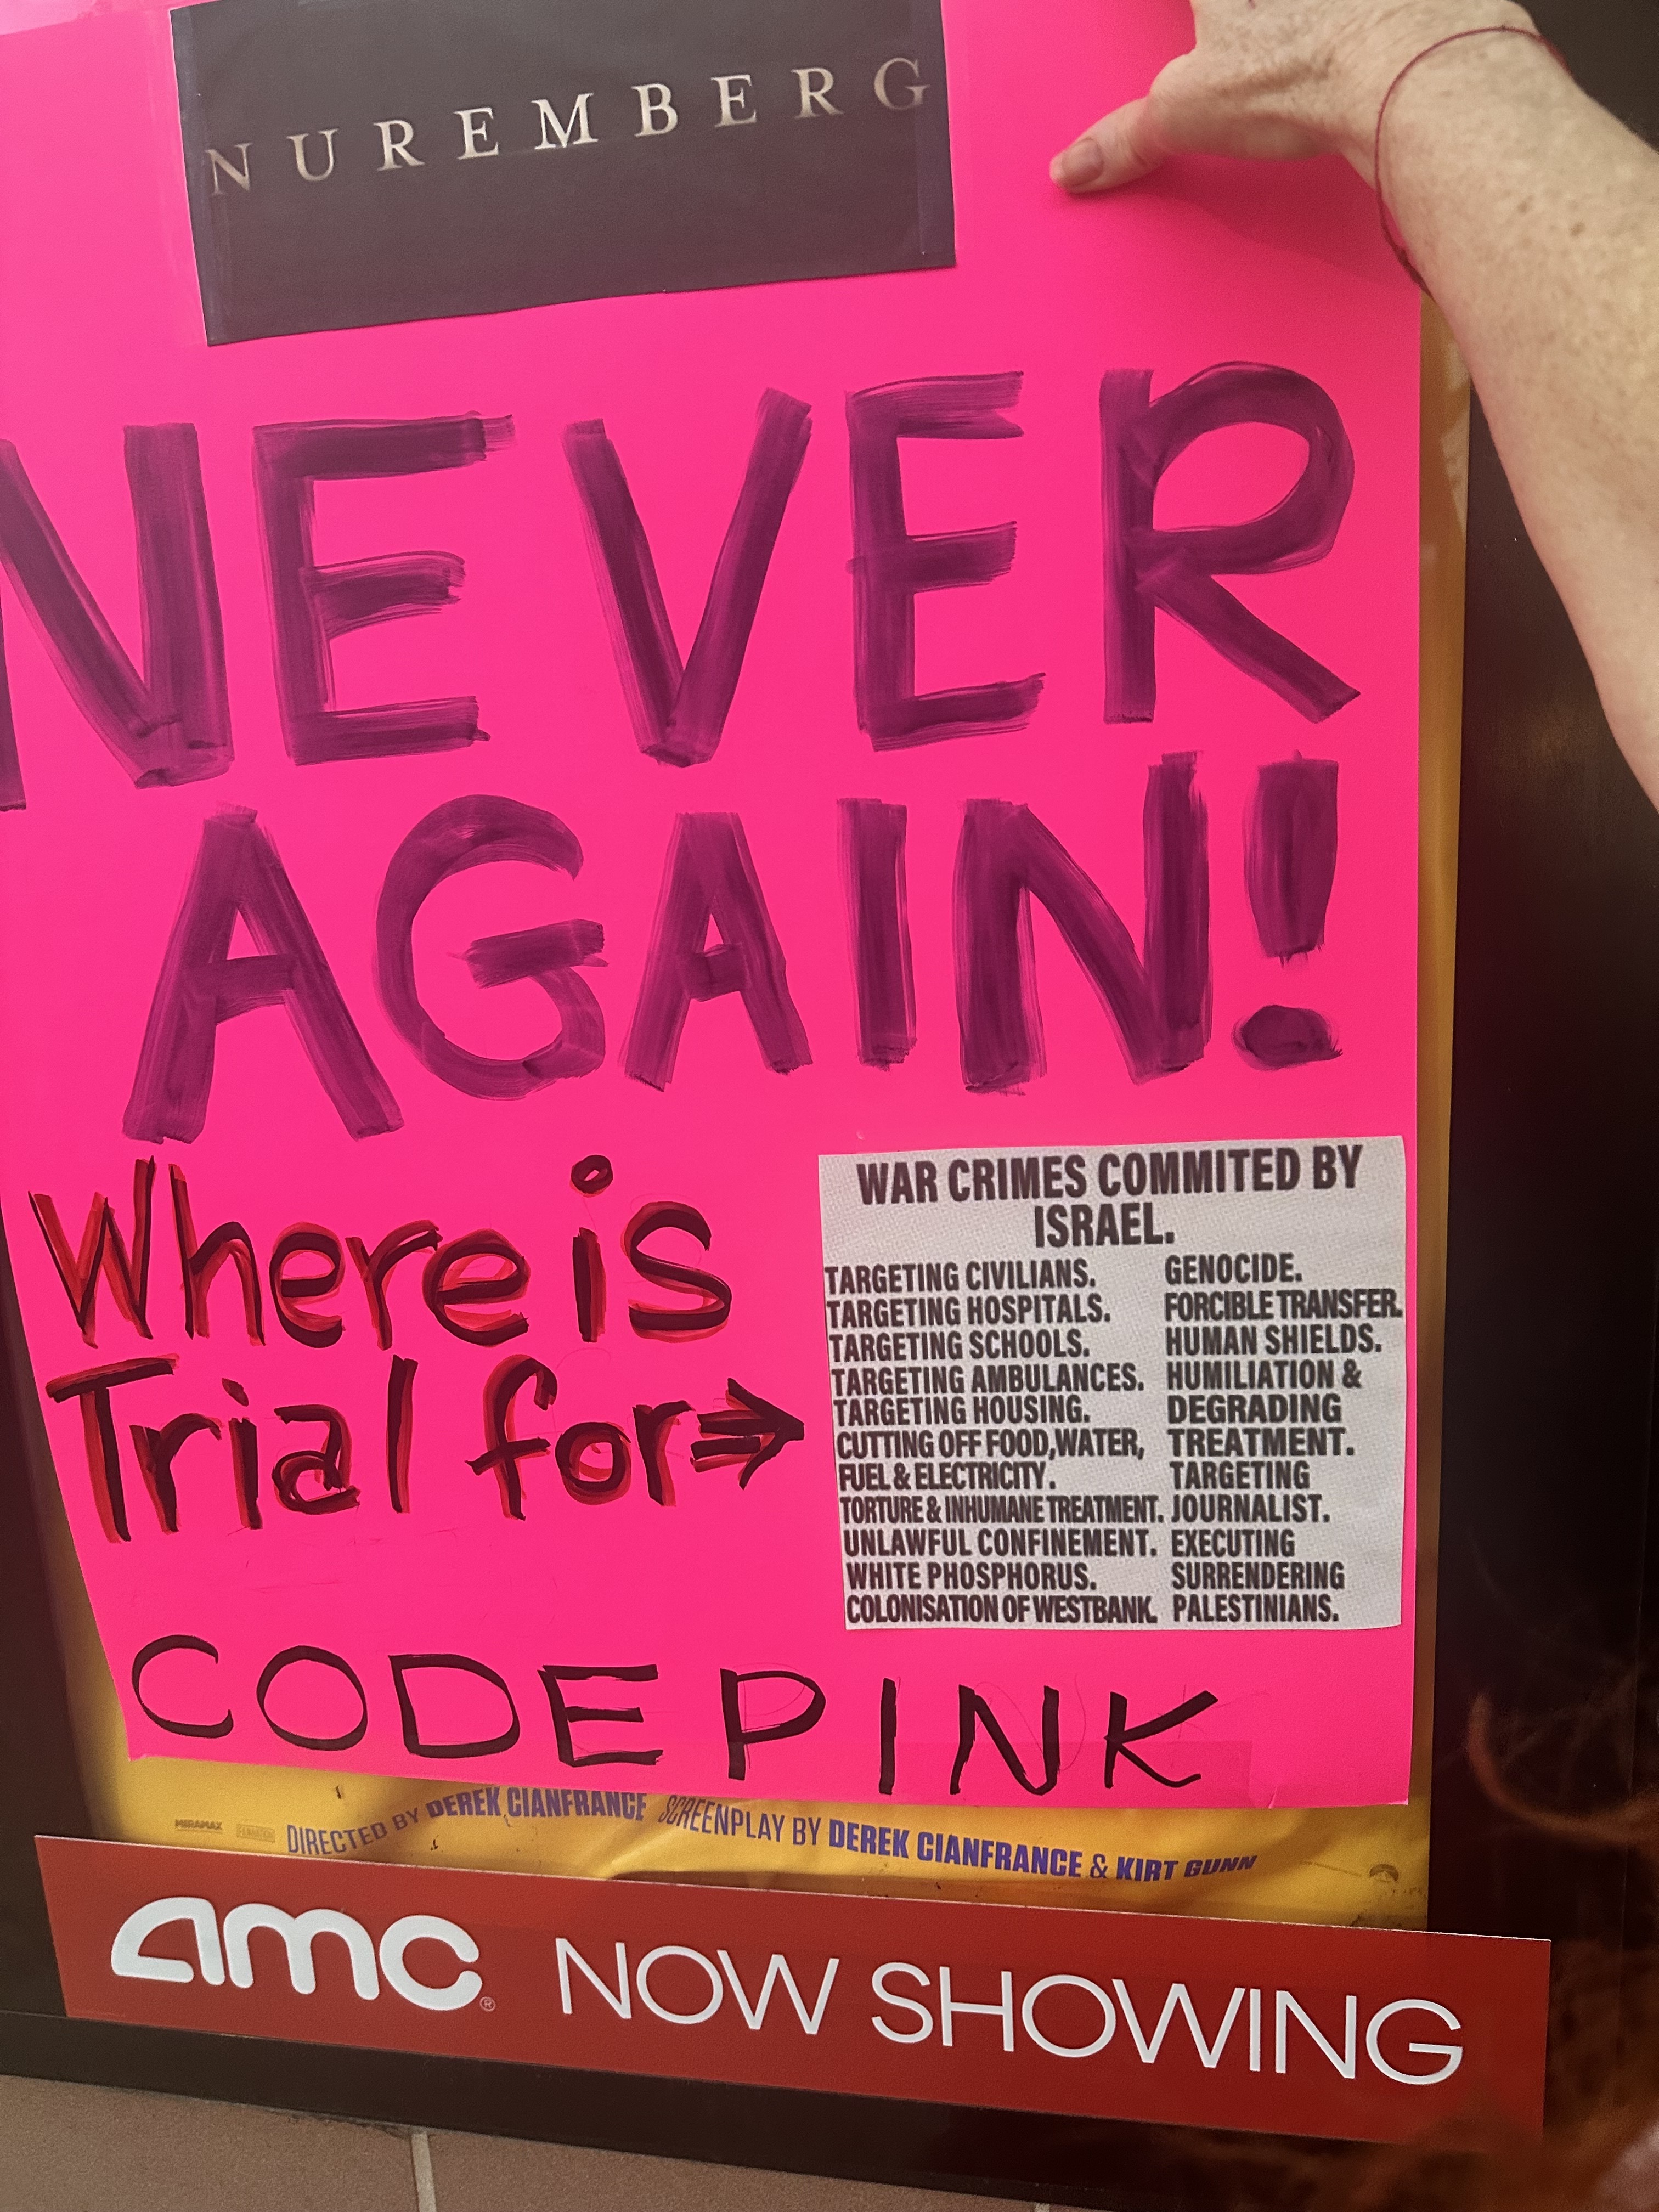 NUREMBERG
NEVER
AGAIN!
Where is
Trial for⇒
WAR CRIMES COMMITED BY
ISRAEL.
TARGETING CIVILIANS.
TARGETING HOSPITALS.
TARGETING SCHOOLS.
TARGETING AMBULANCES.
TARGETING HOUSING.
CUTTING OFF FOOD,WATER,
FUEL & ELECTRICITY.
TORTURE & INHUMANE TREATMENT.
UNLAWFUL CONFINEMENT.
WHITE PHOSPHORUS.
COLONISATION OF WESTBANK.
GENOCIDE.
FORCIBLE TRANSFER.
HUMAN SHIELDS.
HUMILIATION &
DEGRADING
TREATMENT.
TARGETING
JOURNALIST.
EXECUTING
SURRENDERING
PALESTINIANS.
CODEPINK
MIRAMAX
DIRECTED BY DEREK CIANFRANCE SCREENPLAY BY DEREK CIANFRANCE & KIRT GUNN
amc® NOW SHOWING